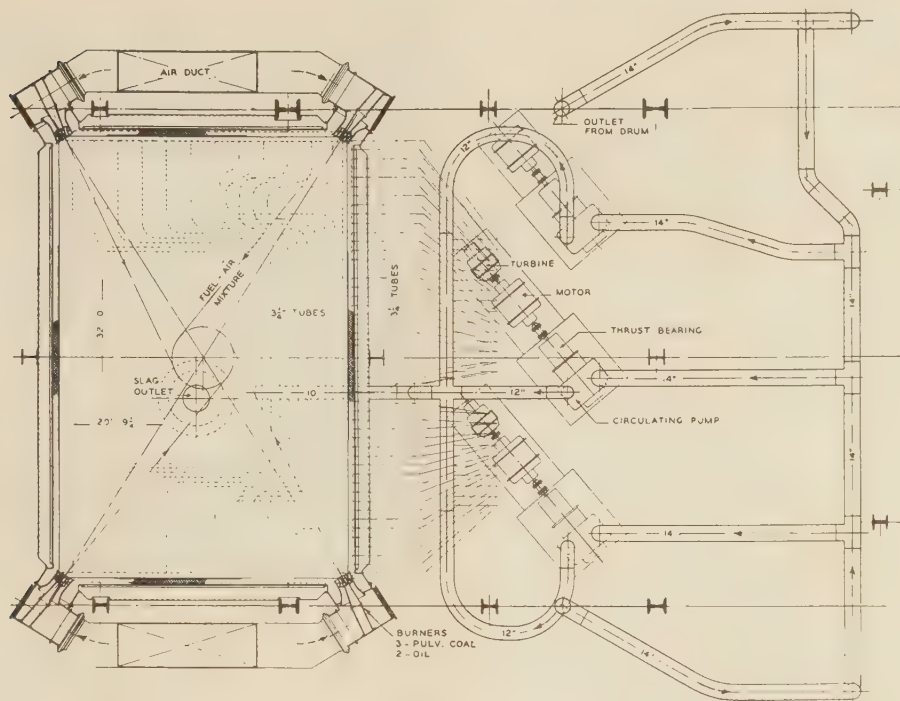 AIR DUCT
14"
OUTLET
FROM DRUM
12"
14"
TURBINE
MOTOR
FUEL-AIR
MIXTURE
3¼" TUBES
3¼" TUBES
14"
32'-0
THRUST BEARING
SLAG
OUTLET
10
12"
.4"
20' 9¾
CIRCULATING PUMP
14"
14
BURNERS
3 - PULV. COAL
2 - OIL
12"
14"